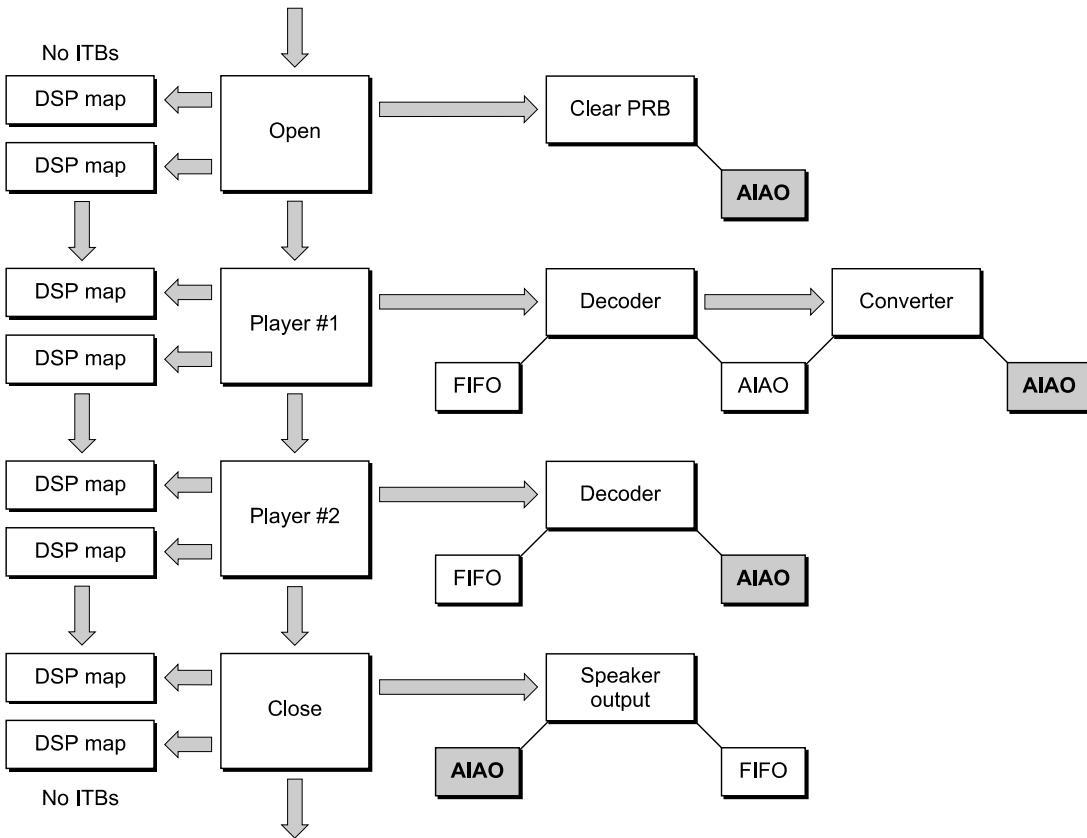 No ITBs
DSP map
DSP map
Open
Clear PRB
AIAO
DSP map
DSP map
Player #1
Decoder
Converter
FIFO
AIAO
AIAO
DSP map
DSP map
Player #2
Decoder
FIFO
AIAO
DSP map
DSP map
Close
Speaker
output
AIAO
FIFO
No ITBs